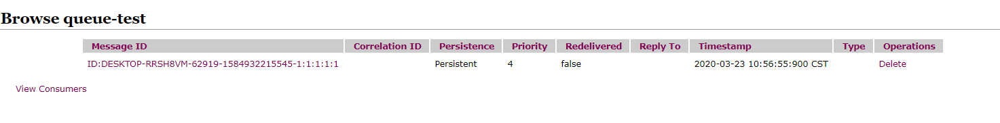 Browse queue-test
Message ID Correlation ID Persistence Priority Redelivered Reply To Timestamp Type Operations
ID:DESKTOP-RRSH8VM-62919-1584932215545-1:1:1:1:1 Persistent 4 false 2020-03-23 10:56:55:900 CST Delete
View Consumers